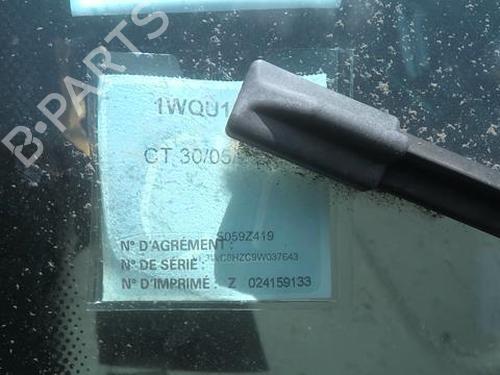 B-PARTS
1WQU1
CT 30/05/
N° D'AGRÉMENT : S059Z419
N° DE SÉRIE :
N° D'IMPRIMÉ : Z 024159133